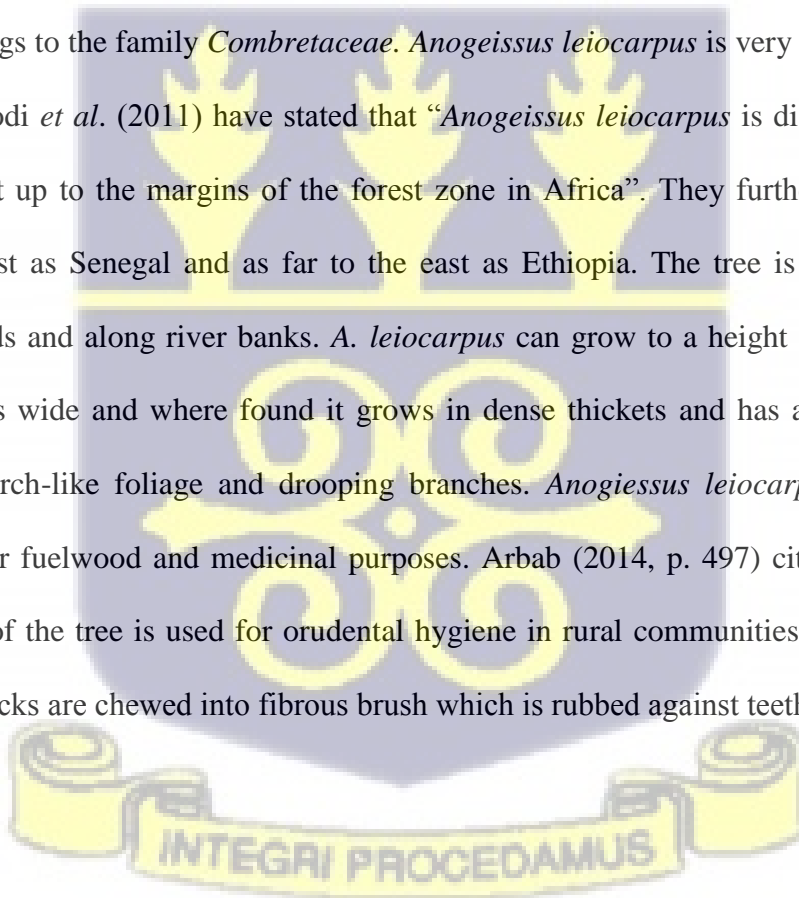 gs to the family Combretaceae. Anogeissus leiocarpus is very
odi et al. (2011) have stated that “Anogeissus leiocarpus is di
t up to the margins of the forest zone in Africa”. They furth
st as Senegal and as far to the east as Ethiopia. The tree is
ds and along river banks. A. leiocarpus can grow to a height
s wide and where found it grows in dense thickets and has a
rch-like foliage and drooping branches. Anogiessus leiocarp
r fuelwood and medicinal purposes. Arbab (2014, p. 497) cit
of the tree is used for orudental hygiene in rural communities
cks are chewed into fibrous brush which is rubbed against teeth
INTEGRI PROCEDAMUS